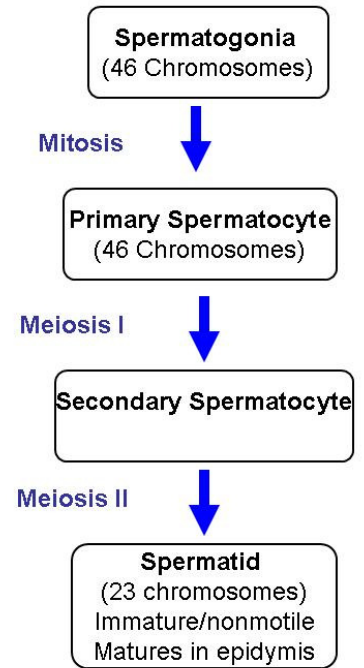 Spermatogonia
(46 Chromosomes)
Mitosis
Primary Spermatocyte
(46 Chromosomes)
Meiosis I
Secondary Spermatocyte
Meiosis II
Spermatid
(23 chromosomes)
Immature/nonmotile
Matures in epidymis